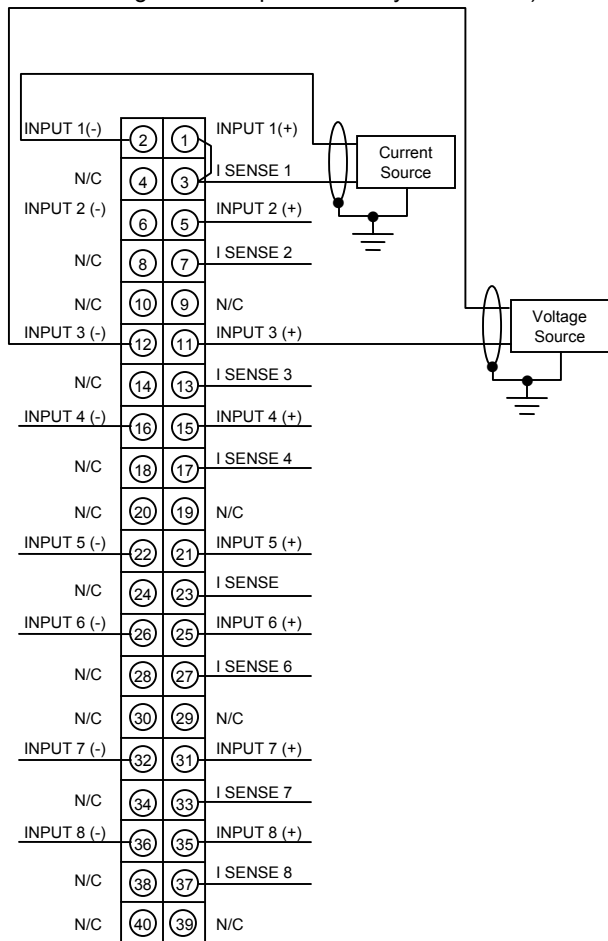 INPUT 1(-) 2 1 INPUT 1(+)
Current
Source
N/C 4 3 I SENSE 1
INPUT 2 (-) 6 5 INPUT 2 (+)
N/C 8 7 I SENSE 2
N/C 10 9 N/C
INPUT 3 (-) 12 11 INPUT 3 (+)
Voltage
Source
N/C 14 13 I SENSE 3
INPUT 4 (-) 16 15 INPUT 4 (+)
N/C 18 17 I SENSE 4
N/C 20 19 N/C
INPUT 5 (-) 22 21 INPUT 5 (+)
N/C 24 23 I SENSE
INPUT 6 (-) 26 25 INPUT 6 (+)
N/C 28 27 I SENSE 6
N/C 30 29 N/C
INPUT 7 (-) 32 31 INPUT 7 (+)
N/C 34 33 I SENSE 7
INPUT 8 (-) 36 35 INPUT 8 (+)
N/C 38 37 I SENSE 8
N/C 40 39 N/C